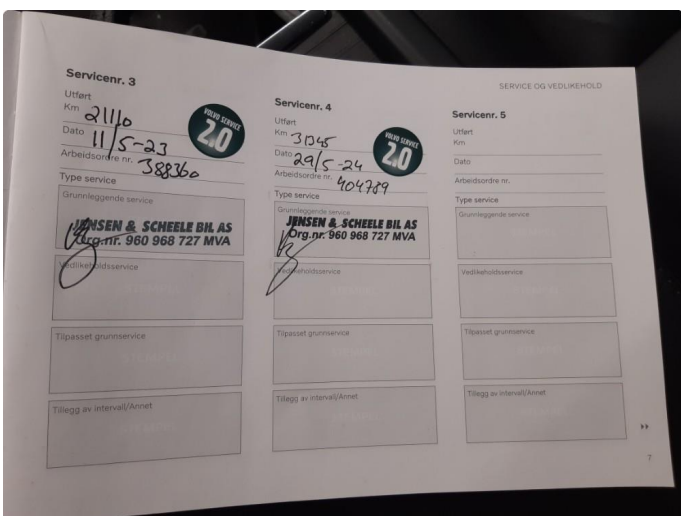 SERVICE OG VEDLIKEHOLD
Servicenr. 3
Utført
Km 21110
Dato 11/5-23
Arbeidsordre nr. 388360
VOLVO SERVICE
2.0
Type service
Grunnleggende service
JENSEN & SCHEELE BIL AS
Org.nr. 960 968 727 MVA
Vedlikeholdsservice
Tilpasset grunnservice
Tillegg av intervall/Annet
Servicenr. 4
Utført
Km 31345
Dato 29/5-24
Arbeidsordre nr. 404789
VOLVO SERVICE
2.0
Type service
Grunnleggende service
JENSEN & SCHEELE BIL AS
Org.nr. 960 968 727 MVA
Vedlikeholdsservice
Tilpasset grunnservice
Tillegg av intervall/Annet
Servicenr. 5
Utført
Km
Dato
Arbeidsordre nr.
Type service
Grunnleggende service
Vedlikeholdsservice
Tilpasset grunnservice
Tillegg av intervall/Annet
7